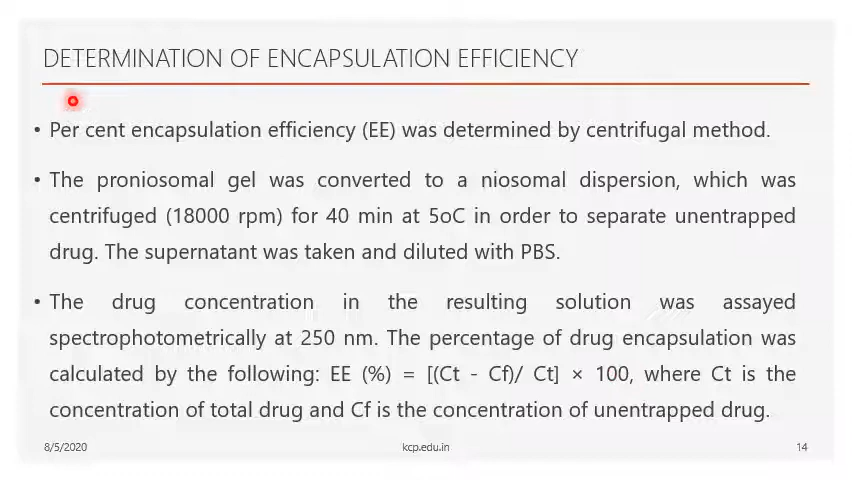 DETERMINATION OF ENCAPSULATION EFFICIENCY
• Per cent encapsulation efficiency (EE) was determined by centrifugal method.
• The proniosomal gel was converted to a niosomal dispersion, which was
centrifuged (18000 rpm) for 40 min at 5oC in order to separate unentrapped
drug. The supernatant was taken and diluted with PBS.
• The drug concentration in the resulting solution was assayed
spectrophotometrically at 250 nm. The percentage of drug encapsulation was
calculated by the following: EE (%) = [(Ct - Cf)/ Ct] × 100, where Ct is the
concentration of total drug and Cf is the concentration of unentrapped drug.
8/5/2020 kcp.edu.in 14